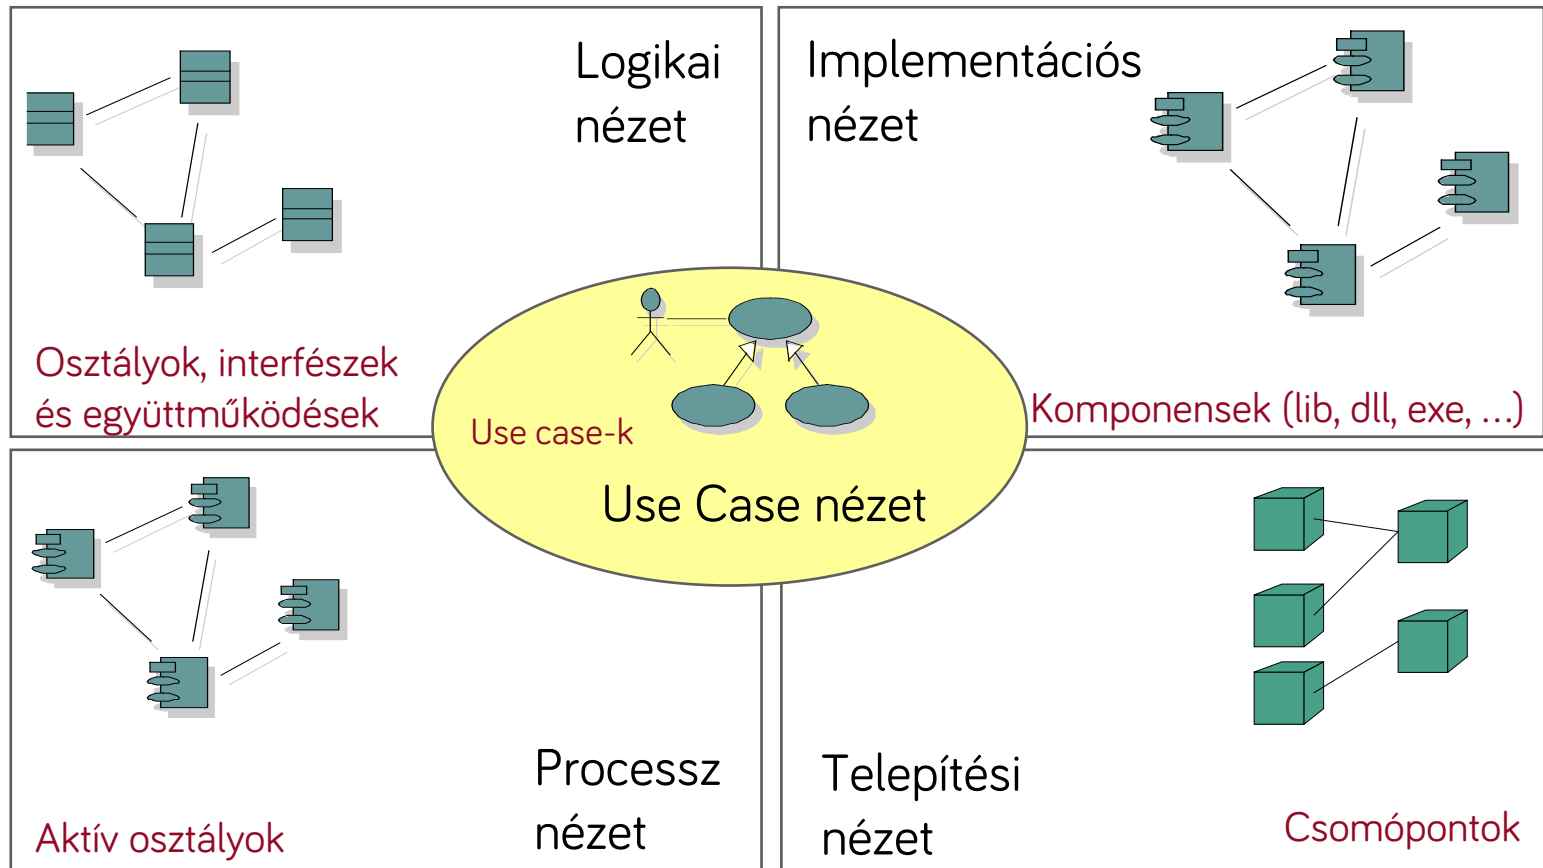 Logikai
nézet
Osztályok, interfészek
és együttműködések
Implementációs
nézet
Komponensek (lib, dll, exe, ...)
Use case-k
Use Case nézet
Processz
nézet
Aktív osztályok
Telepítési
nézet
Csomópontok